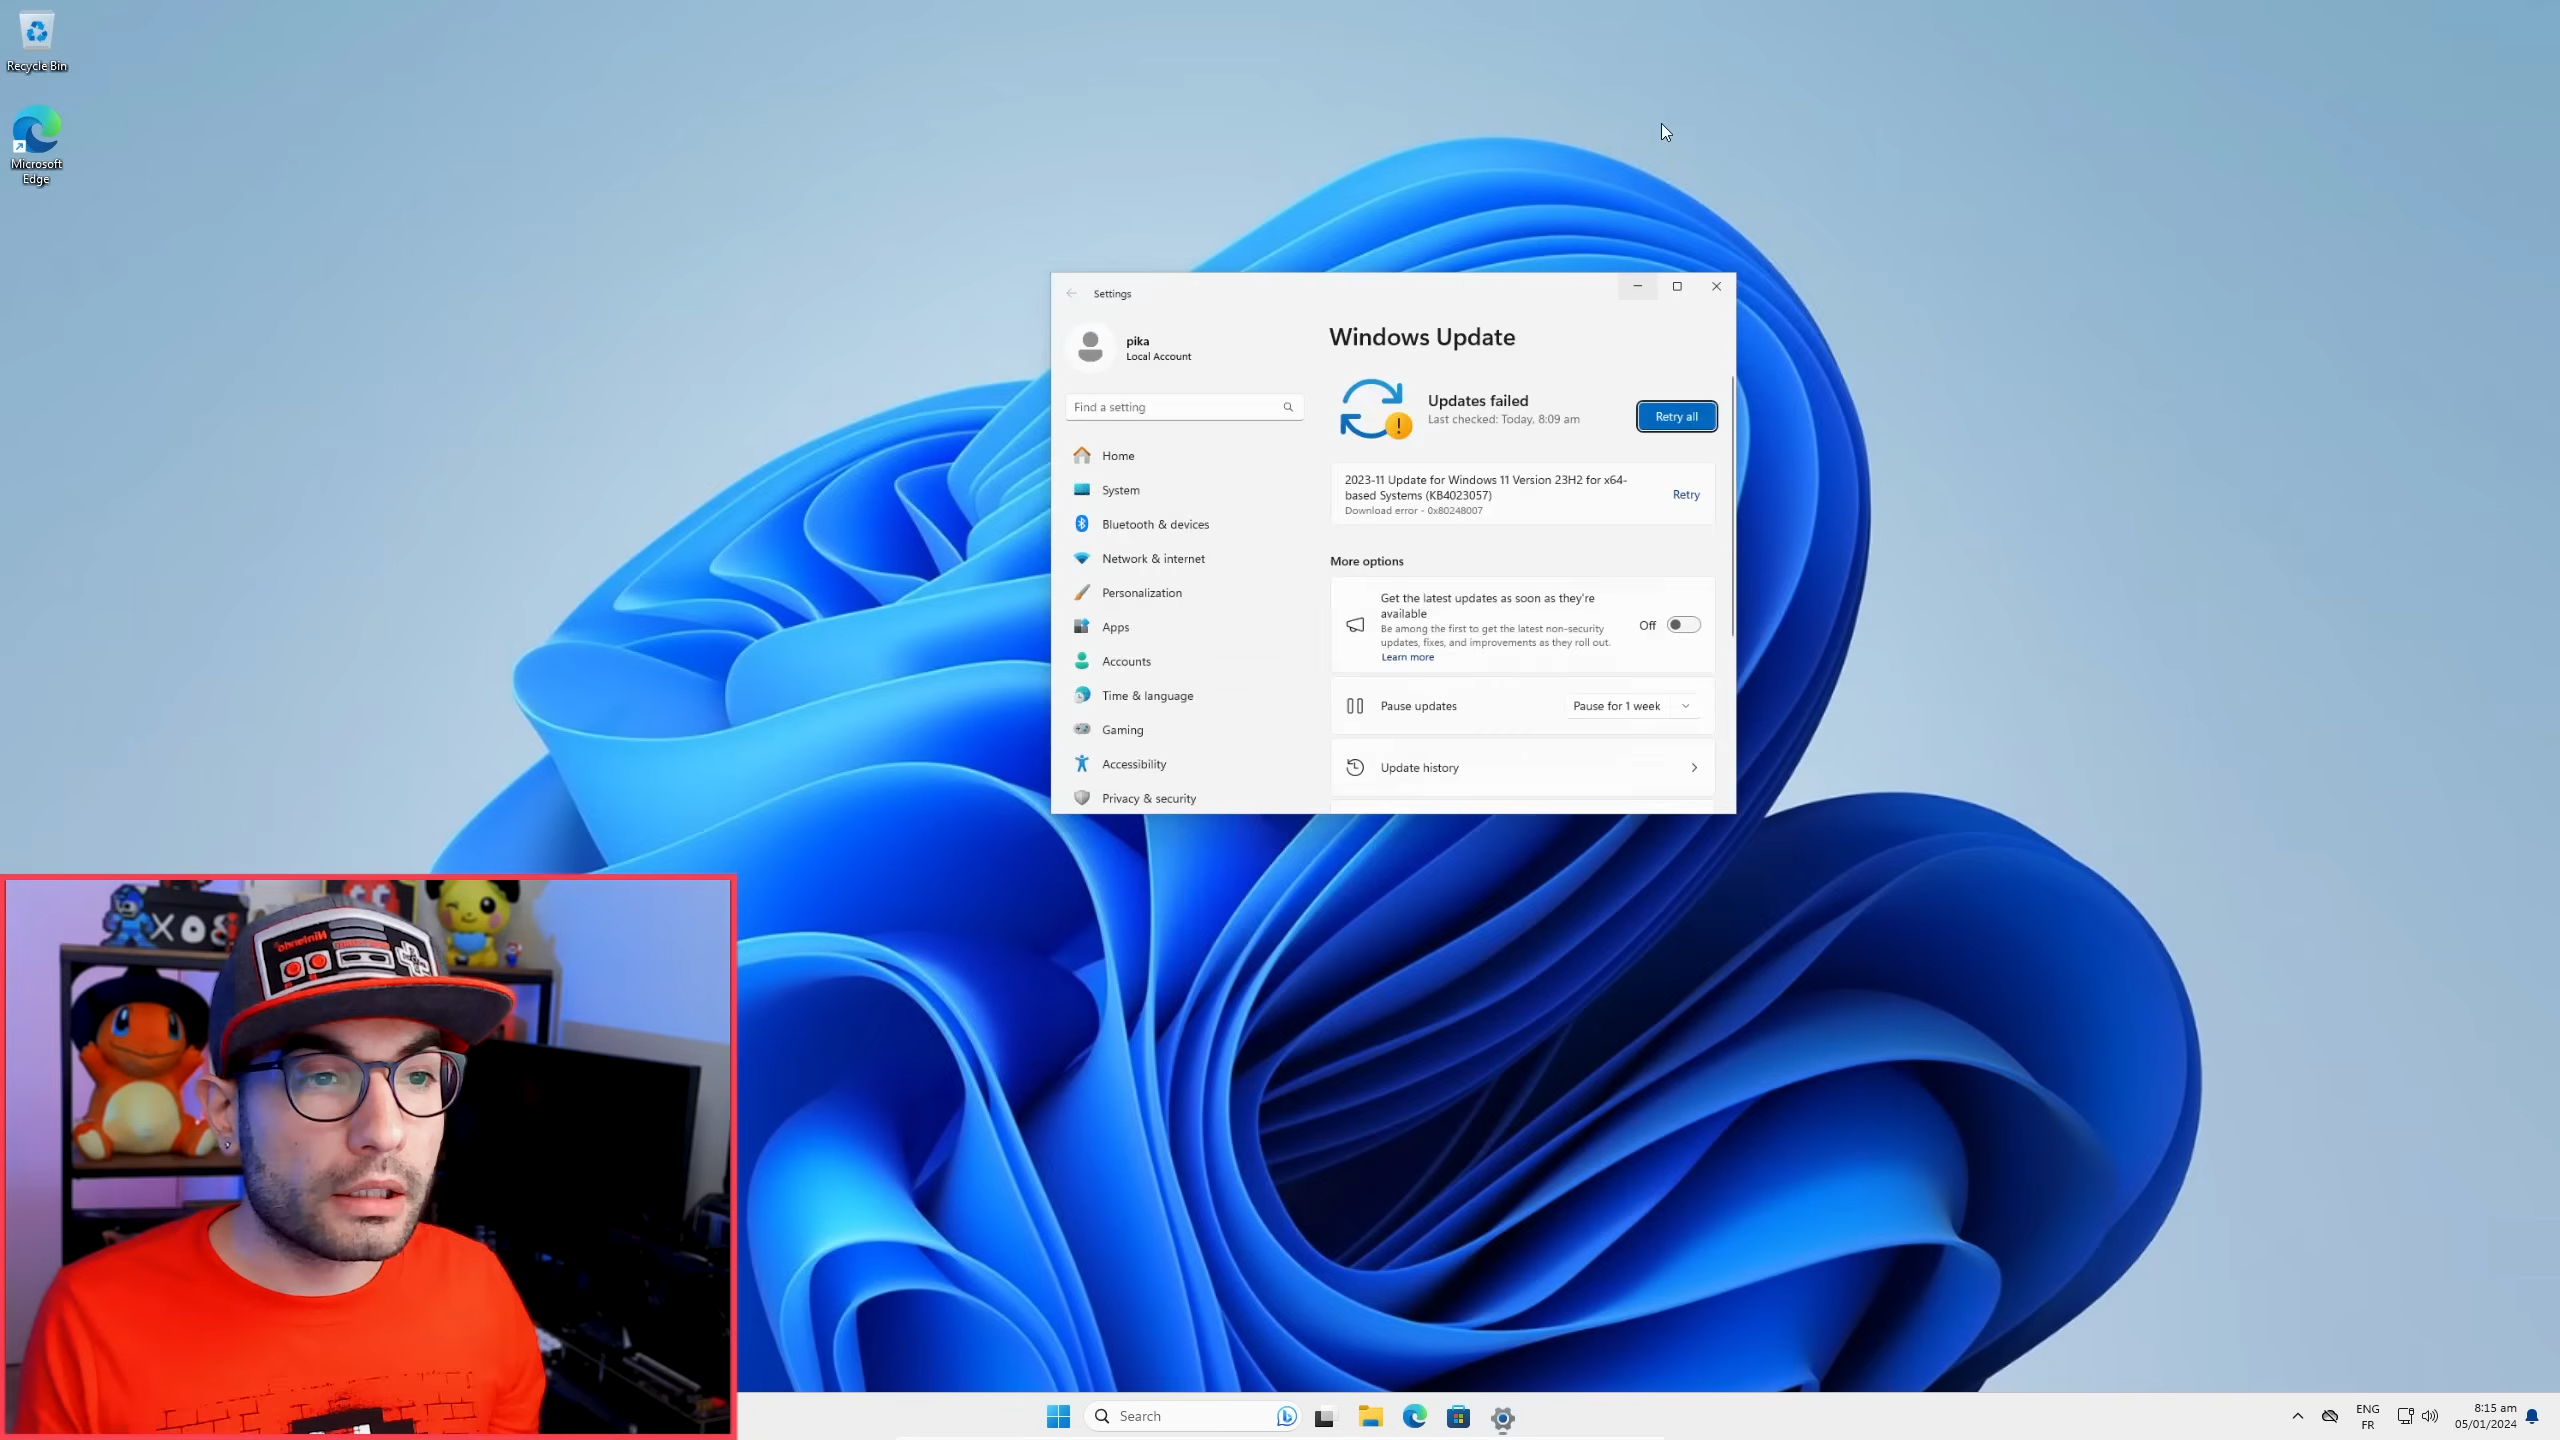 Recycle Bin
Microsoft
Edge
Settings
pika
Local Account
Find a setting
Home
System
Bluetooth & devices
Network & internet
Personalization
Apps
Accounts
Time & language
Gaming
Accessibility
Privacy & security
Windows Update
Updates failed
Last checked: Today, 8:09 am
Retry all
2023-11 Update for Windows 11 Version 23H2 for x64-
based Systems (KB4023057)
Download error - 0x80248007
Retry
More options
Get the latest updates as soon as they're
available
Be among the first to get the latest non-security
updates, fixes, and improvements as they roll out.
Learn more
Off
Pause updates
Pause for 1 week
Update history
Nintendo
Search
ENG
FR
8:15 am
05/01/2024